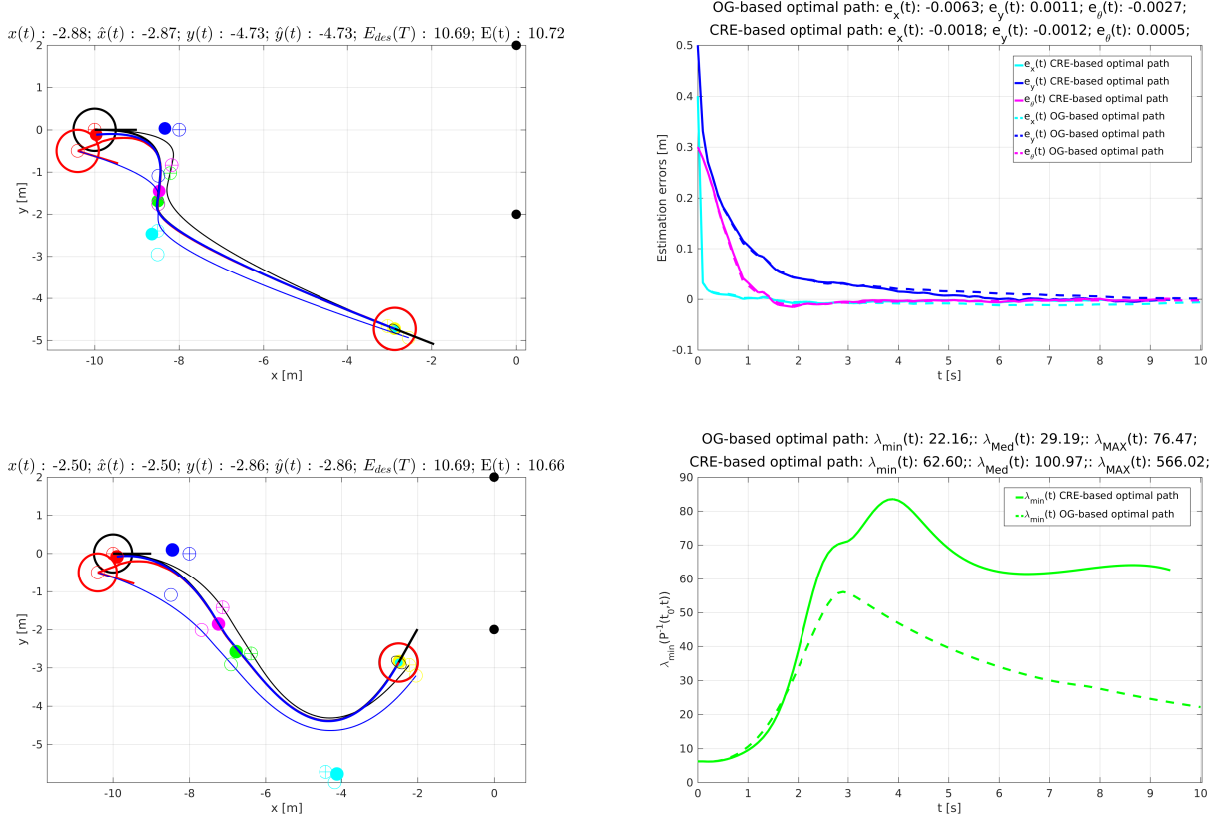 x(t) : -2.88; x̂(t) : -2.87; y(t) : -4.73; ŷ(t) : -4.73; E_des(T) : 10.69; E(t) : 10.72
2
1
0
-1
-2
-3
-4
-5
y [m]
-10
-8
-6
-4
-2
0
x [m]
OG-based optimal path: e_x(t): -0.0063; e_y(t): 0.0011; e_θ(t): -0.0027;
CRE-based optimal path: e_x(t): -0.0018; e_y(t): -0.0012; e_θ(t): 0.0005;
0.5
0.4
0.3
0.2
0.1
0
-0.1
Estimation errors [m]
e_x(t) CRE-based optimal path
e_y(t) CRE-based optimal path
e_θ(t) CRE-based optimal path
e_x(t) OG-based optimal path
e_y(t) OG-based optimal path
e_θ(t) OG-based optimal path
0 1 2 3 4 5 6 7 8 9 10
t [s]
x(t) : -2.50; x̂(t) : -2.50; y(t) : -2.86; ŷ(t) : -2.86; E_des(T) : 10.69; E(t) : 10.66
2
1
0
-1
-2
-3
-4
-5
y [m]
-10
-8
-6
-4
-2
0
x [m]
OG-based optimal path: λ_min(t): 22.16;: λ_Med(t): 29.19; λ_MAX(t): 76.47;
CRE-based optimal path: λ_min(t): 62.60;: λ_Med(t): 100.97;: λ_MAX(t): 566.02;
90
80
70
60
50
40
30
20
10
0
λ_min(P^-1(t_0,t))
λ_min(t) CRE-based optimal path
λ_min(t) OG-based optimal path
0 1 2 3 4 5 6 7 8 9 10
t [s]